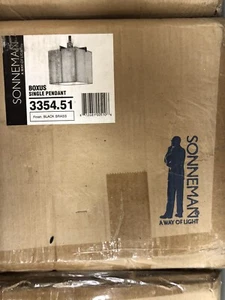 SONNEMAN
BOXUS
SINGLE PENDANT
3354.51
Finish: BLACK BRASS
SONNEMAN
A WAY OF LIGHT